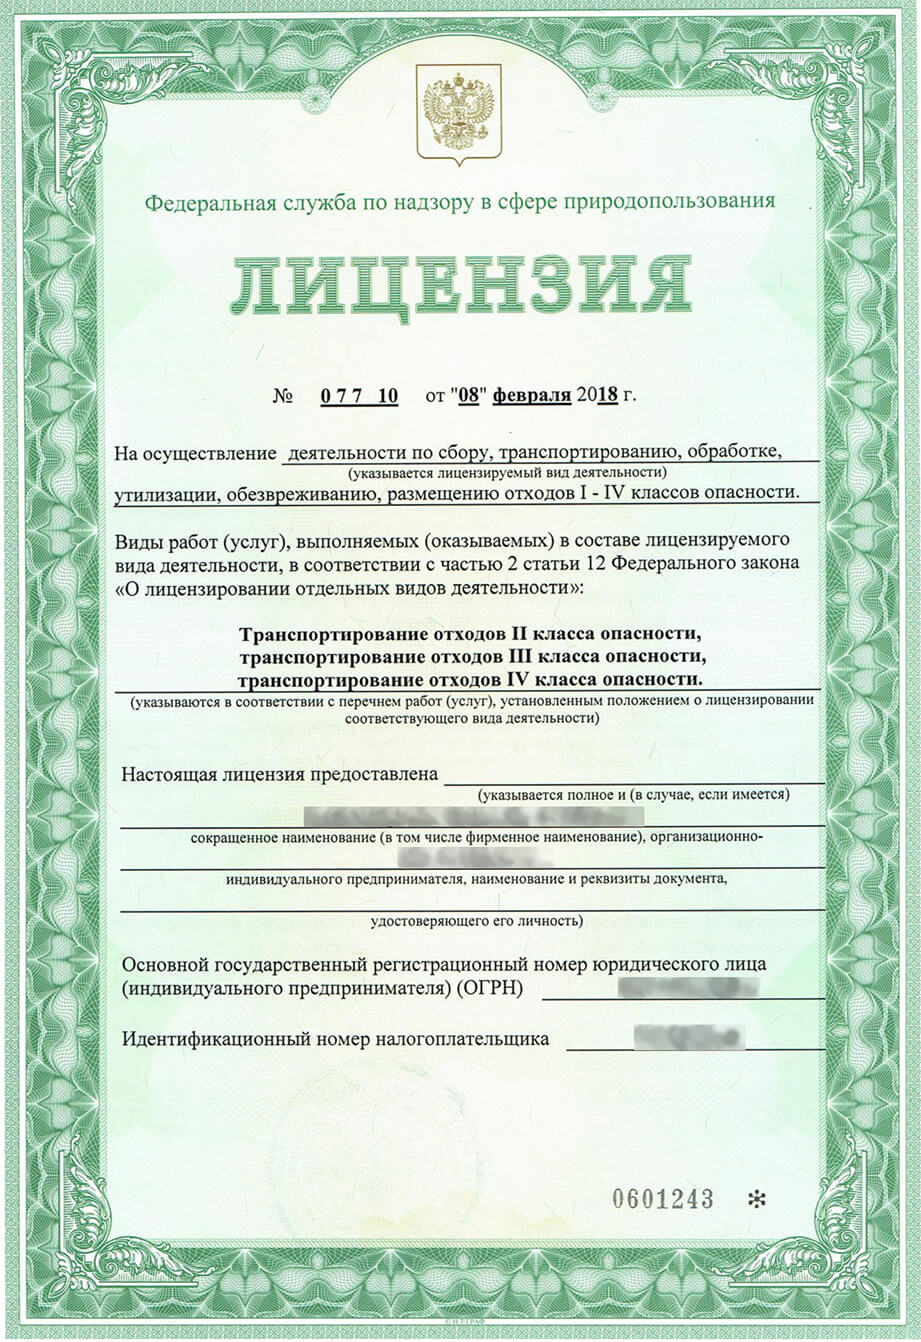 Федеральная служба по надзору в сфере природопользования
ЛИЦЕНЗИЯ
№ 077 10 от "08" февраля 2018 г.
На осуществление деятельности по сбору, транспортированию, обработке,
(указывается лицензируемый вид деятельности)
утилизации, обезвреживанию, размещению отходов I - IV классов опасности.
Виды работ (услуг), выполняемых (оказываемых) в составе лицензируемого
вида деятельности, в соответствии с частью 2 статьи 12 Федерального закона
«О лицензировании отдельных видов деятельности»:
Транспортирование отходов II класса опасности,
транспортирование отходов III класса опасности,
транспортирование отходов IV класса опасности.
(указываются в соответствии с перечнем работ (услуг), установленным положением о лицензировании
соответствующего вида деятельности)
Настоящая лицензия предоставлена
(указывается полное и (в случае, если имеется)
сокращенное наименование (в том числе фирменное наименование), организационно-
индивидуального предпринимателя, наименование и реквизиты документа,
удостоверяющего его личность)
Основной государственный регистрационный номер юридического лица
(индивидуального предпринимателя) (ОГРН)
Идентификационный номер налогоплательщика
0601243 *
© Н-Т-ГРАФ